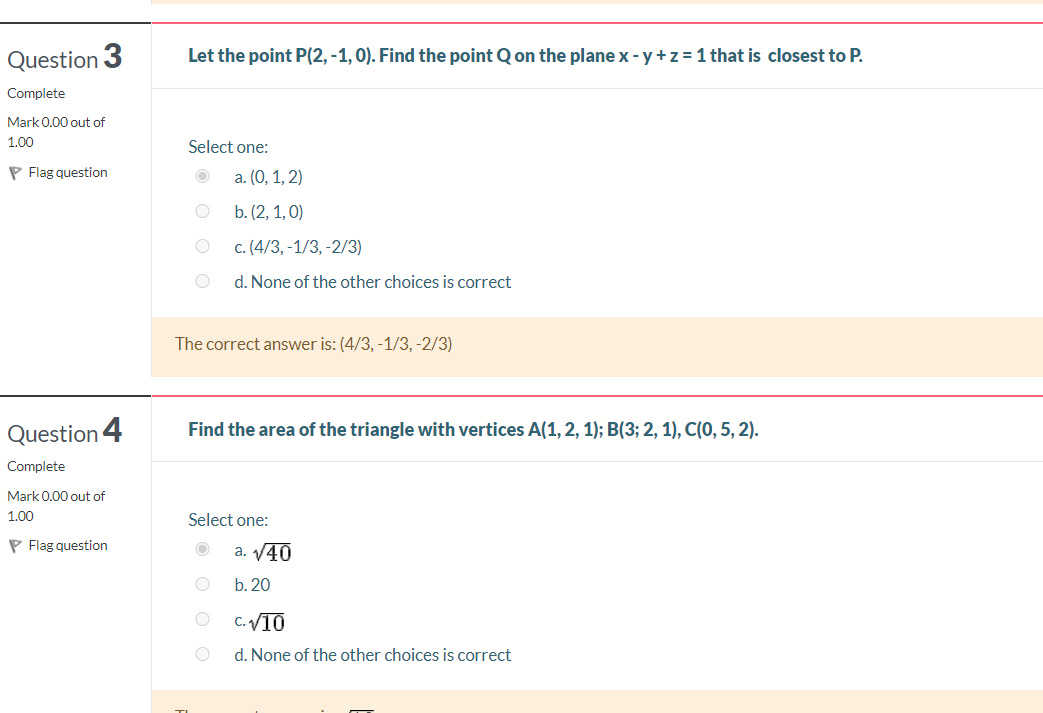 Question 3
Complete
Mark 0.00 out of
1.00
Flag question
Let the point P(2, -1, 0). Find the point Q on the plane x - y + z = 1 that is closest to P.
Select one:
a. (0, 1, 2)
b. (2, 1, 0)
c. (4/3, -1/3, -2/3)
d. None of the other choices is correct
The correct answer is: (4/3, -1/3, -2/3)
Question 4
Complete
Mark 0.00 out of
1.00
Flag question
Find the area of the triangle with vertices A(1, 2, 1); B(3; 2, 1), C(0, 5, 2).
Select one:
a. √40
b. 20
c. √10
d. None of the other choices is correct